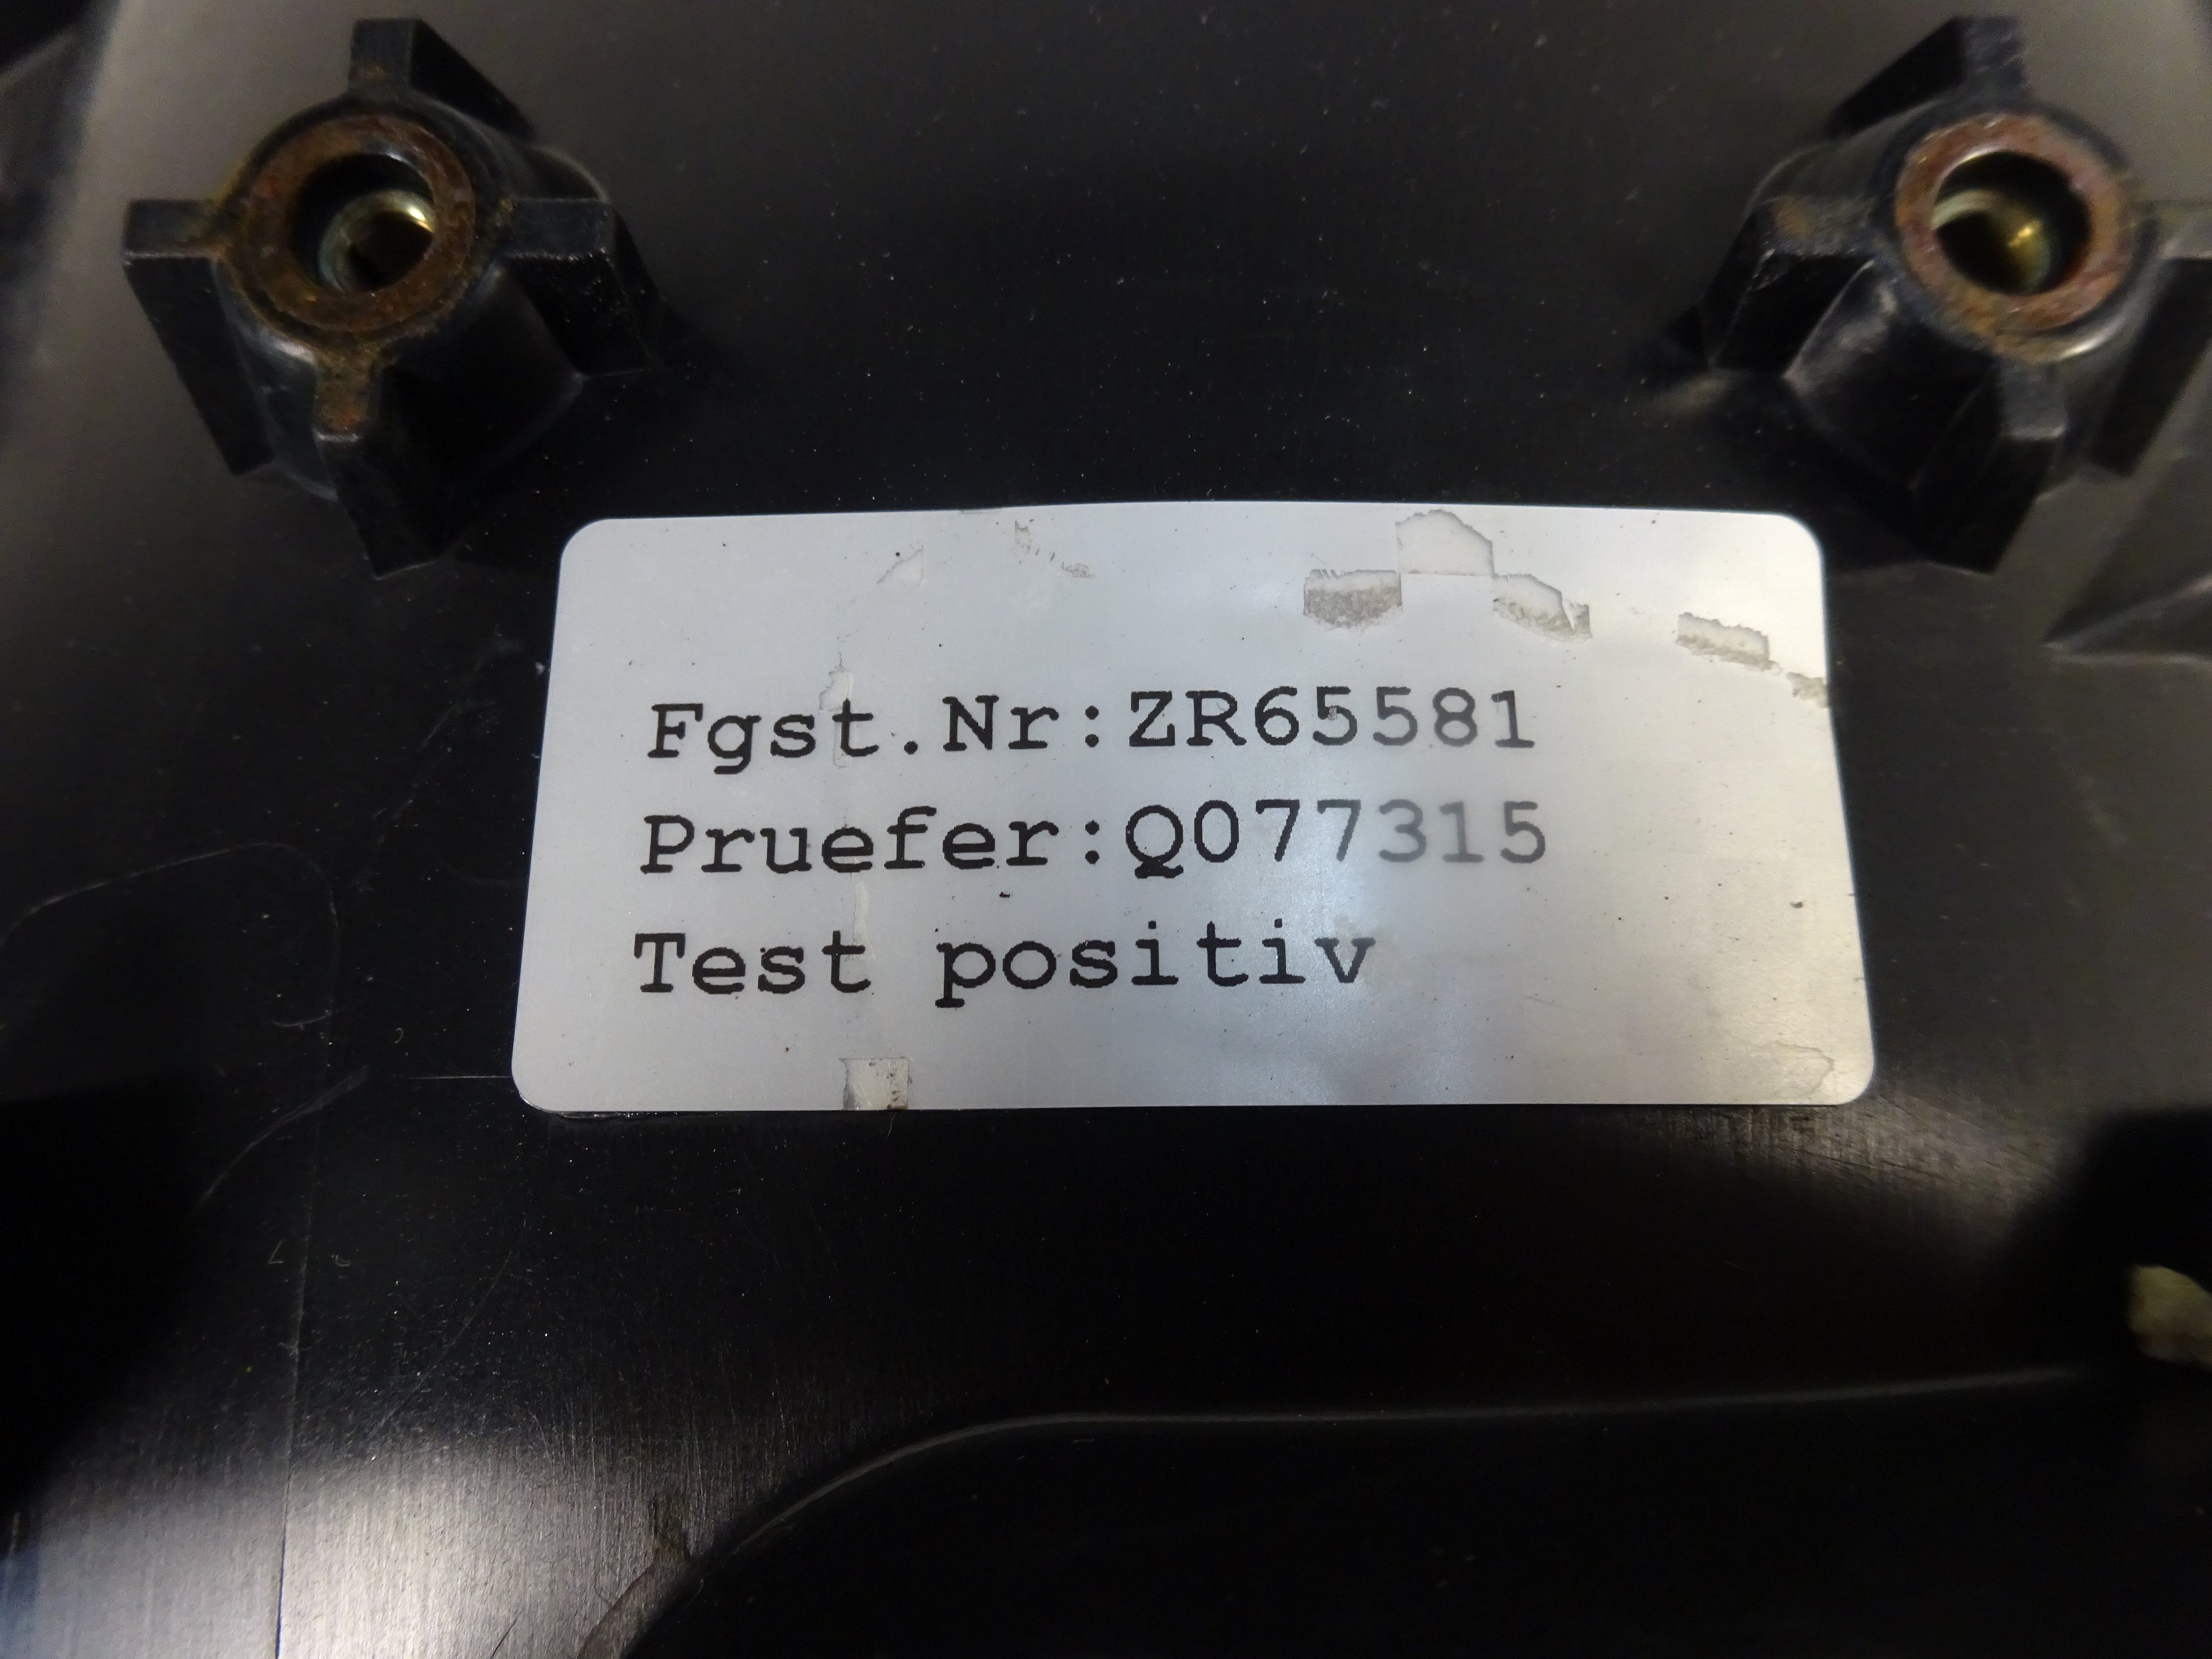 Fgst.Nr:ZR65581
Pruefer:Q077315
Test positiv